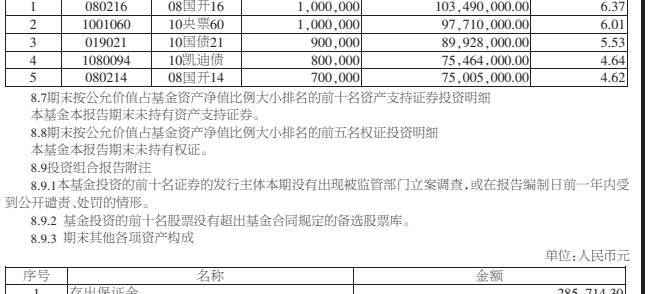 1 080216 08国开16 1,000,000 103,490,000.00 6.37
2 1001060 10央票60 1,000,000 97,710,000.00 6.01
3 019021 10国债21 900,000 89,928,000.00 5.53
4 1080094 10凯迪债 800,000 75,464,000.00 4.64
5 080214 08国开14 700,000 75,005,000.00 4.62
8.7期末按公允价值占基金资产净值比例大小排名的前十名资产支持证券投资明细
本基金本报告期末未持有资产支持证券。
8.8期末按公允价值占基金资产净值比例大小排名的前五名权证投资明细
本基金本报告期末未持有权证。
8.9投资组合报告附注
8.9.1本基金投资的前十名证券的发行主体本期没有出现被监管部门立案调查,或在报告编制日前一年内受
到公开谴责、处罚的情形。
8.9.2 基金投资的前十名股票没有超出基金合同规定的备选股票库。
8.9.3 期末其他各项资产构成
单位:人民币元
序号 名称 金额
1 存出保证金 285,714.30